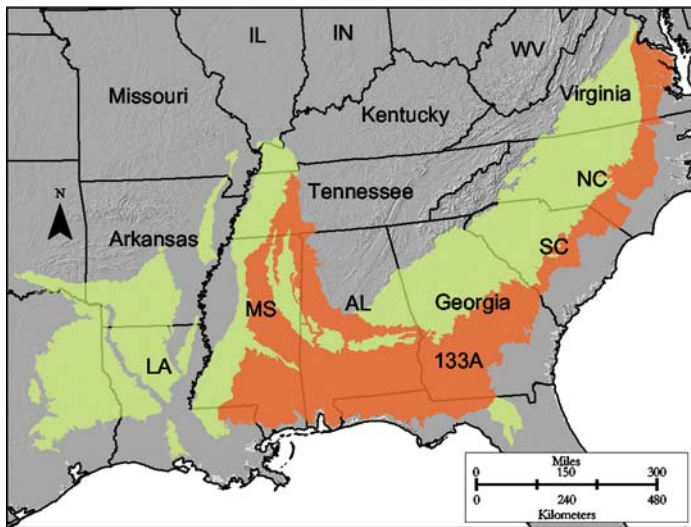 IL
IN
WV
Missouri
Kentucky
Virginia
N
Tennessee
NC
Arkansas
SC
MS
AL
Georgia
LA
133A
Miles
0 150 300
0 240 480
Kilometers